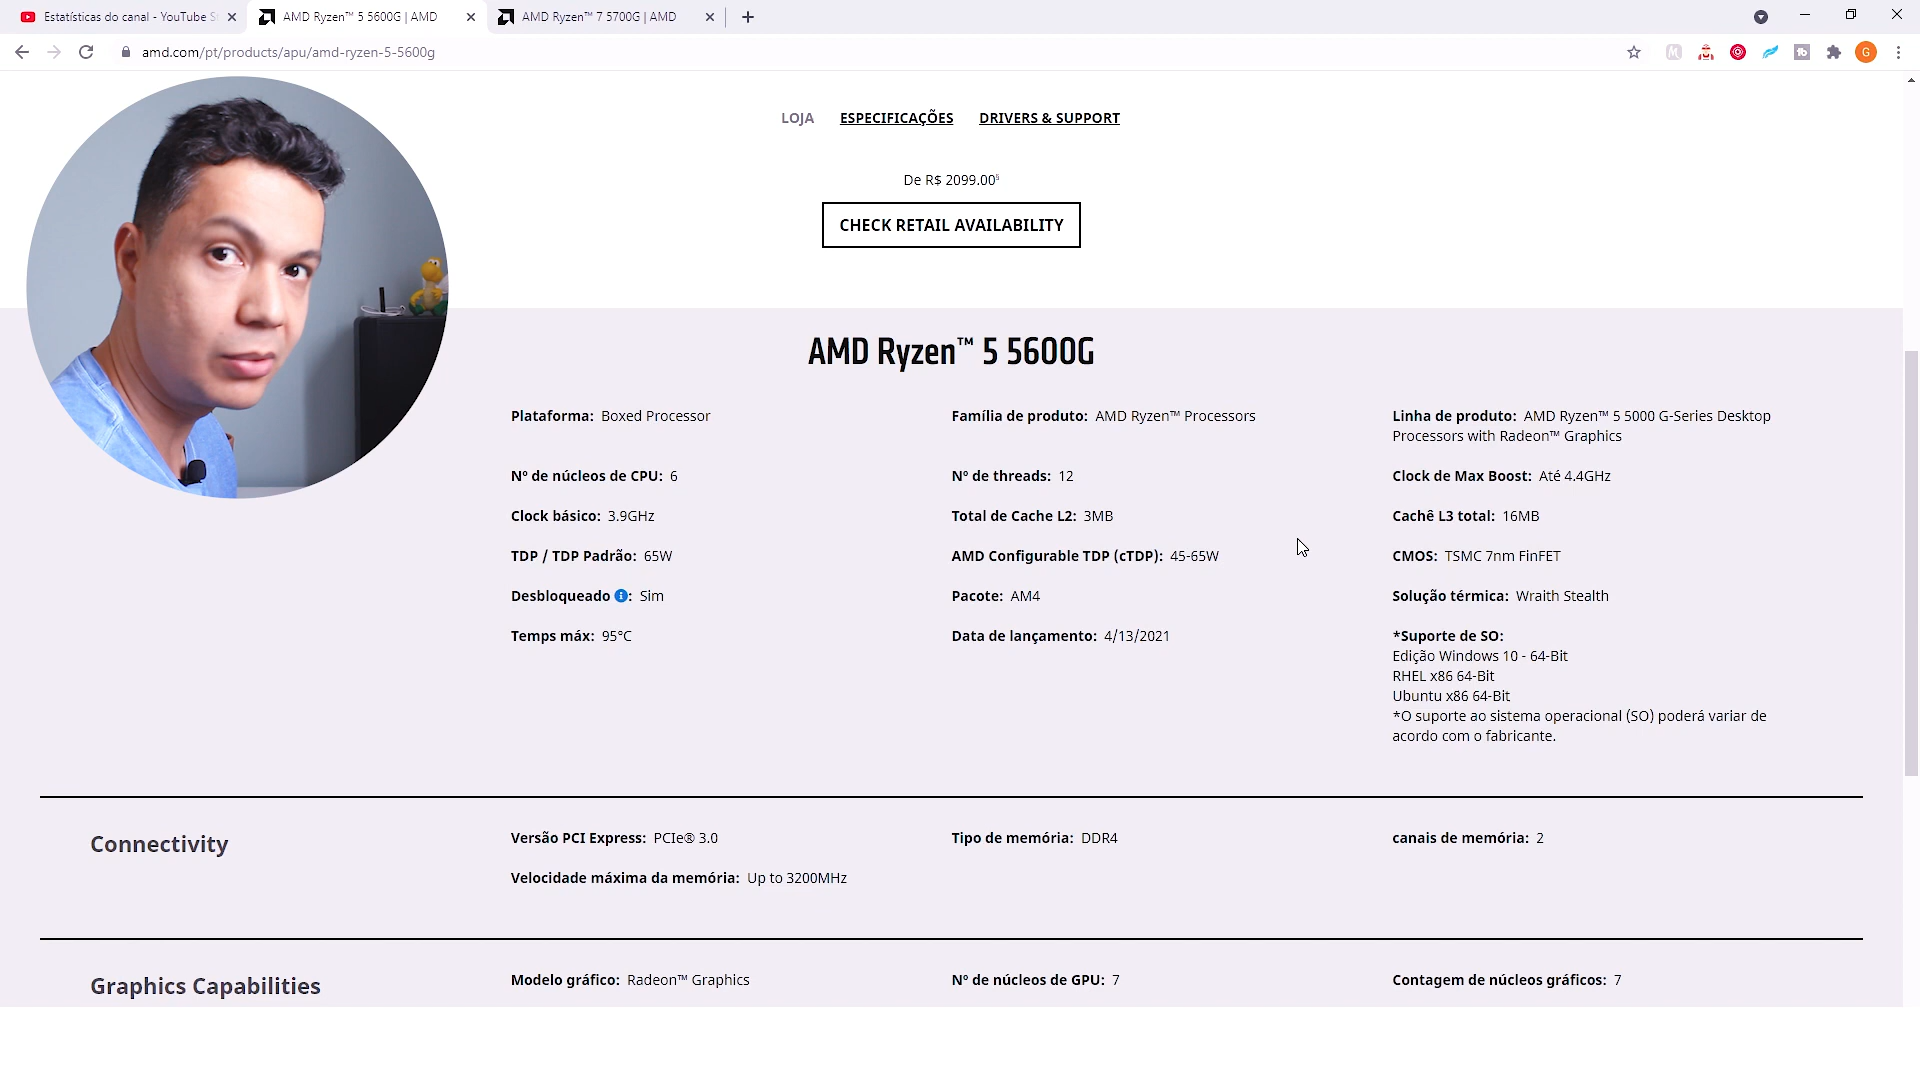 Estatísticas do canal - YouTube S
AMD Ryzen™ 5 5600G | AMD
AMD Ryzen™ 7 5700G | AMD
amd.com/pt/products/apu/amd-ryzen-5-5600g
G
LOJA ESPECIFICAÇÕES DRIVERS & SUPPORT
De R$ 2099.00§
CHECK RETAIL AVAILABILITY
AMD Ryzen™ 5 5600G
Plataforma: Boxed Processor
Família de produto: AMD Ryzen™ Processors
Linha de produto: AMD Ryzen™ 5 5000 G-Series Desktop
Processors with Radeon™ Graphics
Nº de núcleos de CPU: 6
Nº de threads: 12
Clock de Max Boost: Até 4.4GHz
Clock básico: 3.9GHz
Total de Cache L2: 3MB
Cachê L3 total: 16MB
TDP / TDP Padrão: 65W
AMD Configurable TDP (cTDP): 45-65W
CMOS: TSMC 7nm FinFET
Desbloqueado i: Sim
Pacote: AM4
Solução térmica: Wraith Stealth
Temps máx: 95°C
Data de lançamento: 4/13/2021
*Suporte de SO:
Edição Windows 10 - 64-Bit
RHEL x86 64-Bit
Ubuntu x86 64-Bit
*O suporte ao sistema operacional (SO) poderá variar de
acordo com o fabricante.
Connectivity
Versão PCI Express: PCIe® 3.0
Tipo de memória: DDR4
canais de memória: 2
Velocidade máxima da memória: Up to 3200MHz
Graphics Capabilities
Modelo gráfico: Radeon™ Graphics
Nº de núcleos de GPU: 7
Contagem de núcleos gráficos: 7